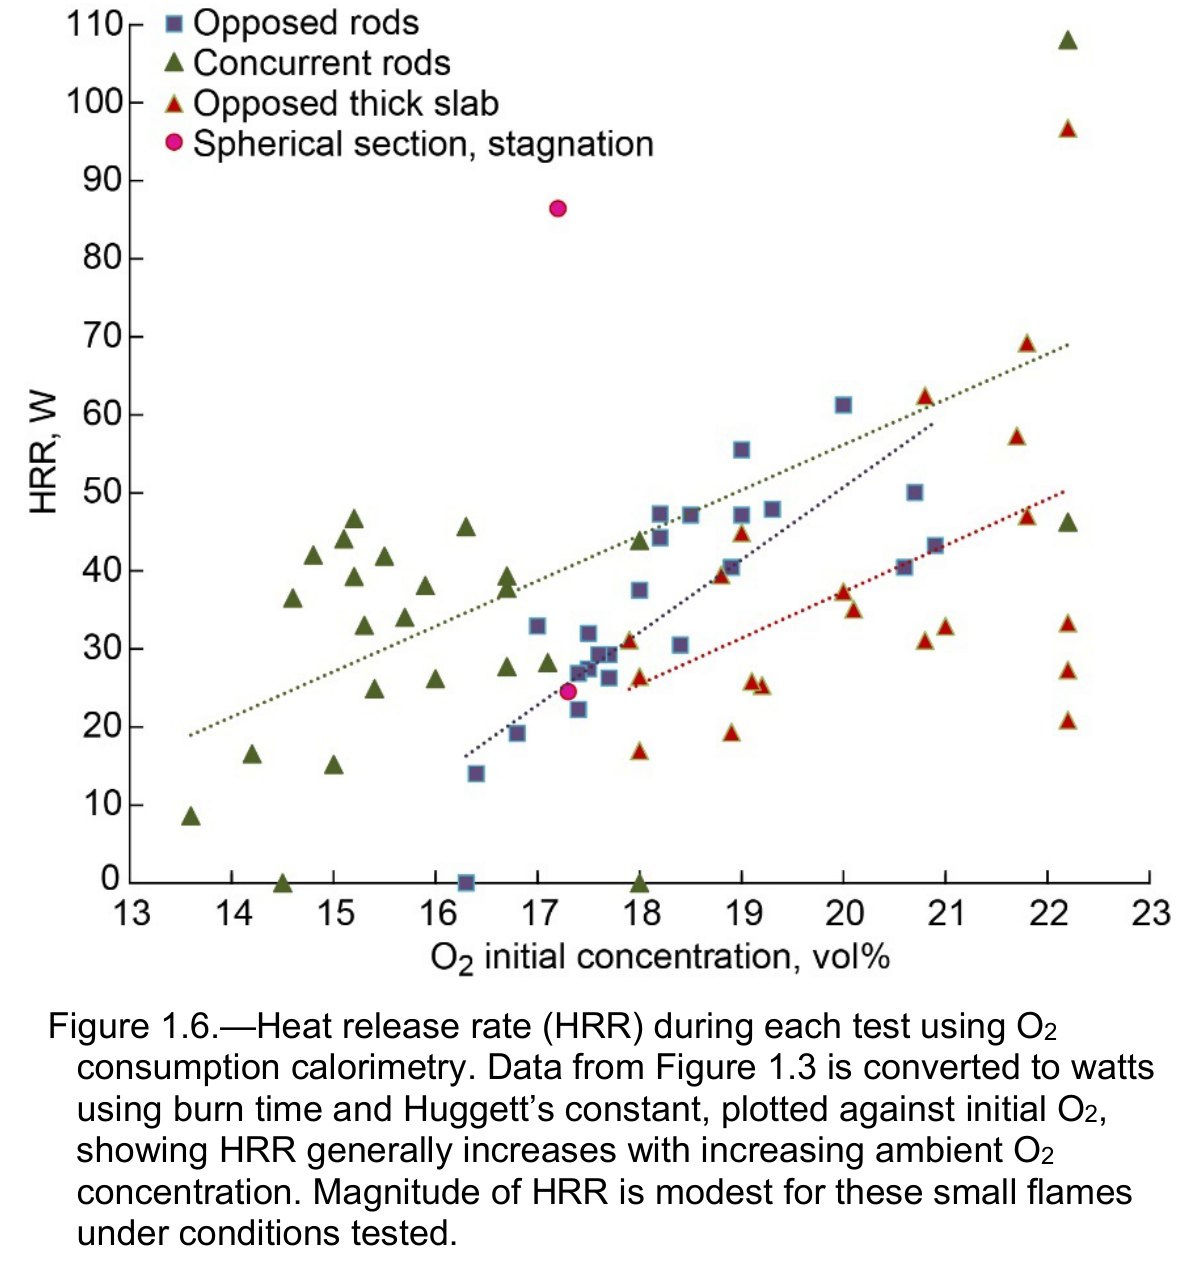 110
Opposed rods
Concurrent rods
100
Opposed thick slab
Spherical section, stagnation
90
80
70
60
HRR, W
50
40
30
20
10
0
13 14 15 16 17 18 19 20 21 22 23
O2 initial concentration, vol%
Figure 1.6.—Heat release rate (HRR) during each test using O2
consumption calorimetry. Data from Figure 1.3 is converted to watts
using burn time and Huggett’s constant, plotted against initial O2,
showing HRR generally increases with increasing ambient O2
concentration. Magnitude of HRR is modest for these small flames
under conditions tested.